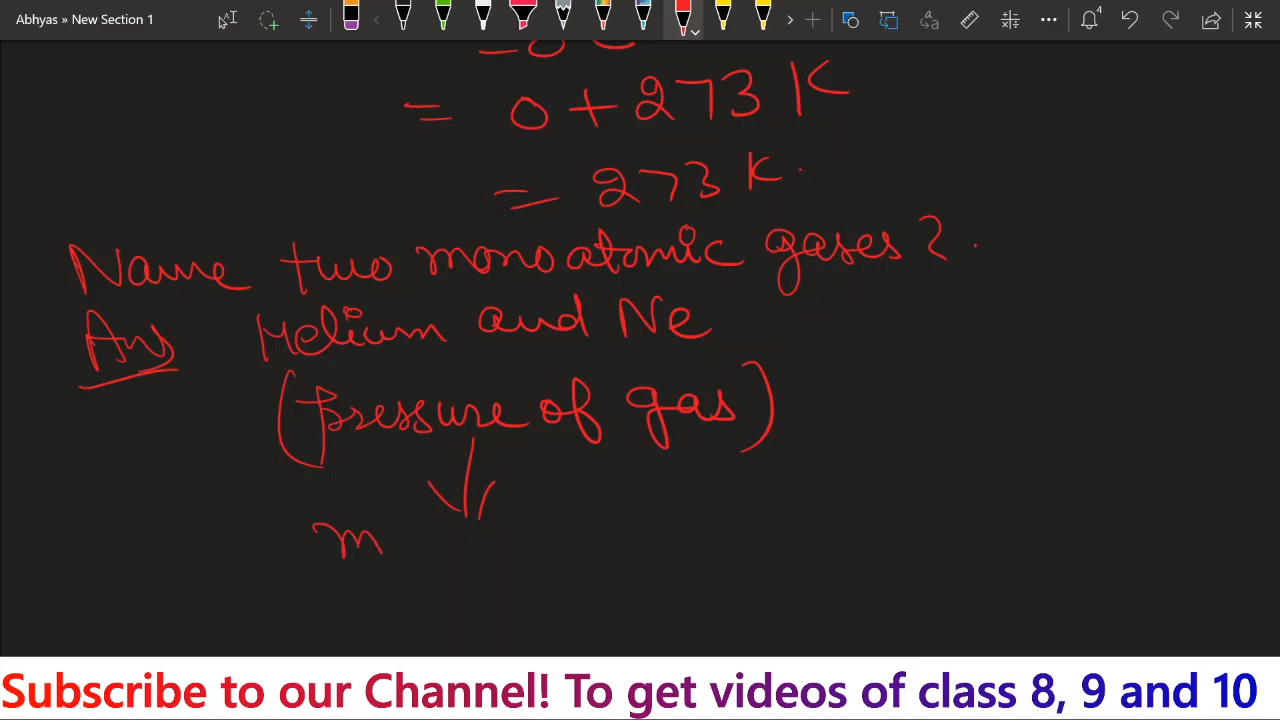 Abhyas » New Section 1
4
= 0 + 273 K
= 273 K.
Name two monoatomic gases?.
Ans Helium and Ne
(pressure of gas)
m
Subscribe to our Channel! To get videos of class 8, 9 and 10